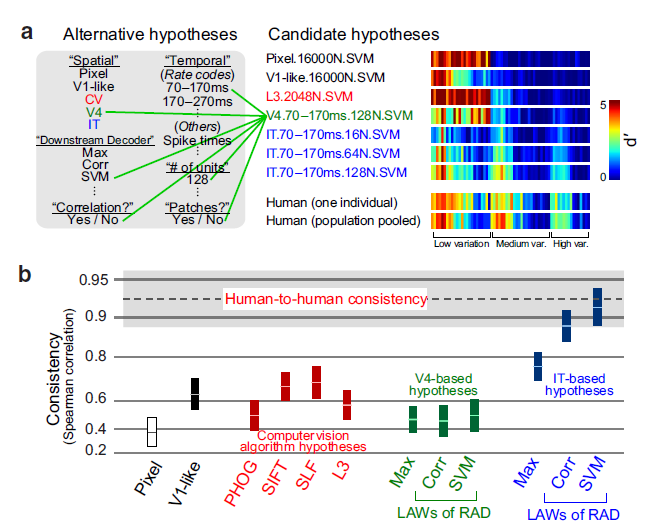 a
Alternative hypotheses
Candidate hypotheses
"Spatial"
Pixel
V1-like
CV
V4
IT
"Temporal"
(Rate codes)
70–170ms
170–270ms
⋮
(Others)
Spike times
⋮
"Downstream Decoder"
Max
Corr
SVM
⋮
"# of units"
128
⋮
"Correlation?"
Yes / No
"Patches?"
Yes / No
Pixel.16000N.SVM
V1-like.16000N.SVM
L3.2048N.SVM
V4.70–170ms.128N.SVM
IT.70–170ms.16N.SVM
IT.70–170ms.64N.SVM
IT.70–170ms.128N.SVM
Human (one individual)
Human (population pooled)
Low variation
Medium var.
High var.
5
0
d'
b
Consistency
(Spearman correlation)
0.95
0.9
0.8
0.6
0.4
0.2
Human-to-human consistency
Computer vision
algorithm hypotheses
V4-based
hypotheses
IT-based
hypotheses
Pixel
V1-like
PHOG
SIFT
SLF
L3
Max
Corr
SVM
LAWs of RAD
Max
Corr
SVM
LAWs of RAD